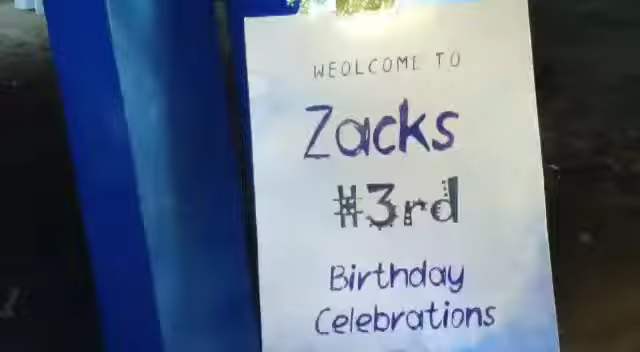 WEOLCOME TO
Zacks
#3rd
Birthday
Celebrations